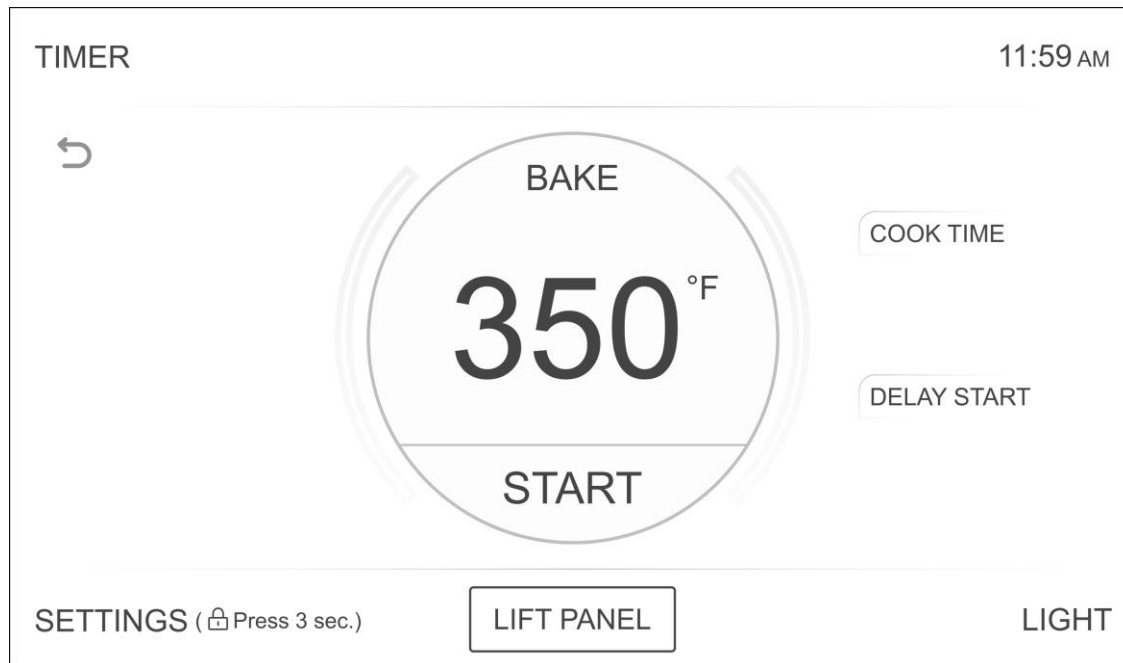 TIMER
11:59 AM
BAKE
350°F
COOK TIME
DELAY START
START
SETTINGS (Press 3 sec.)
LIFT PANEL
LIGHT